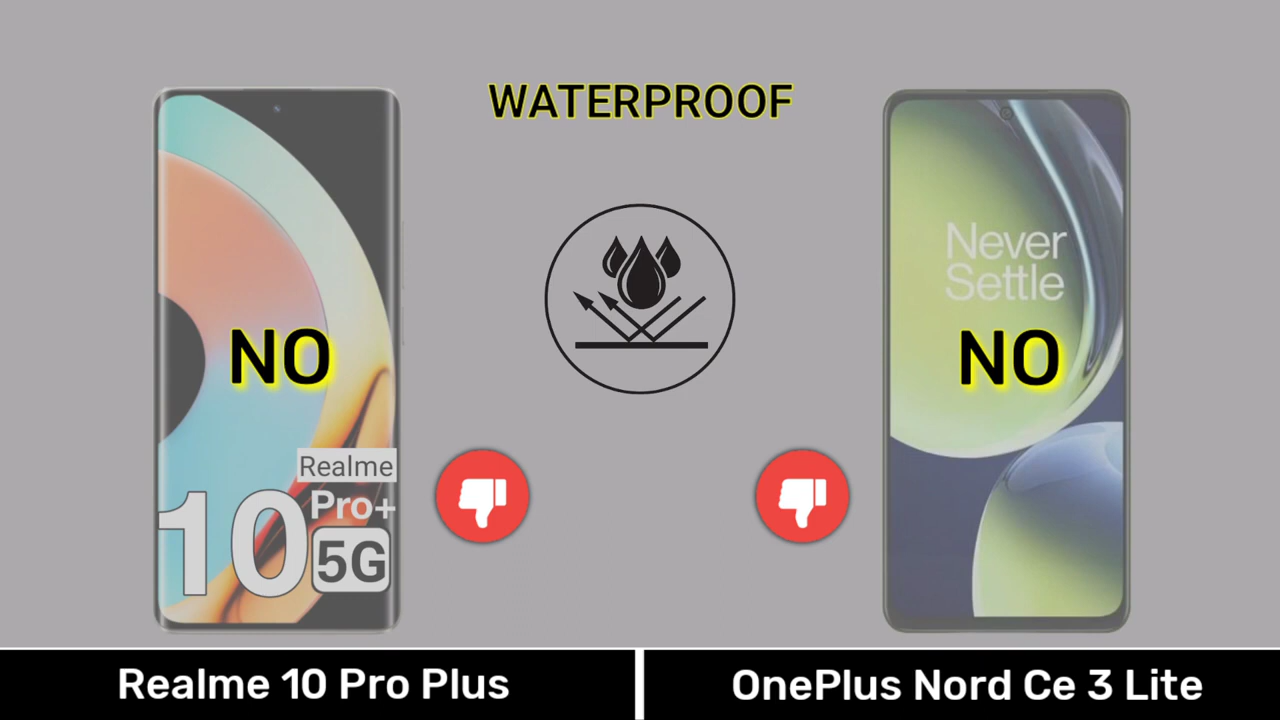 WATERPROOF
Never
Settle
NO
NO
Realme
10
Pro+
5G
Realme 10 Pro Plus
OnePlus Nord Ce 3 Lite